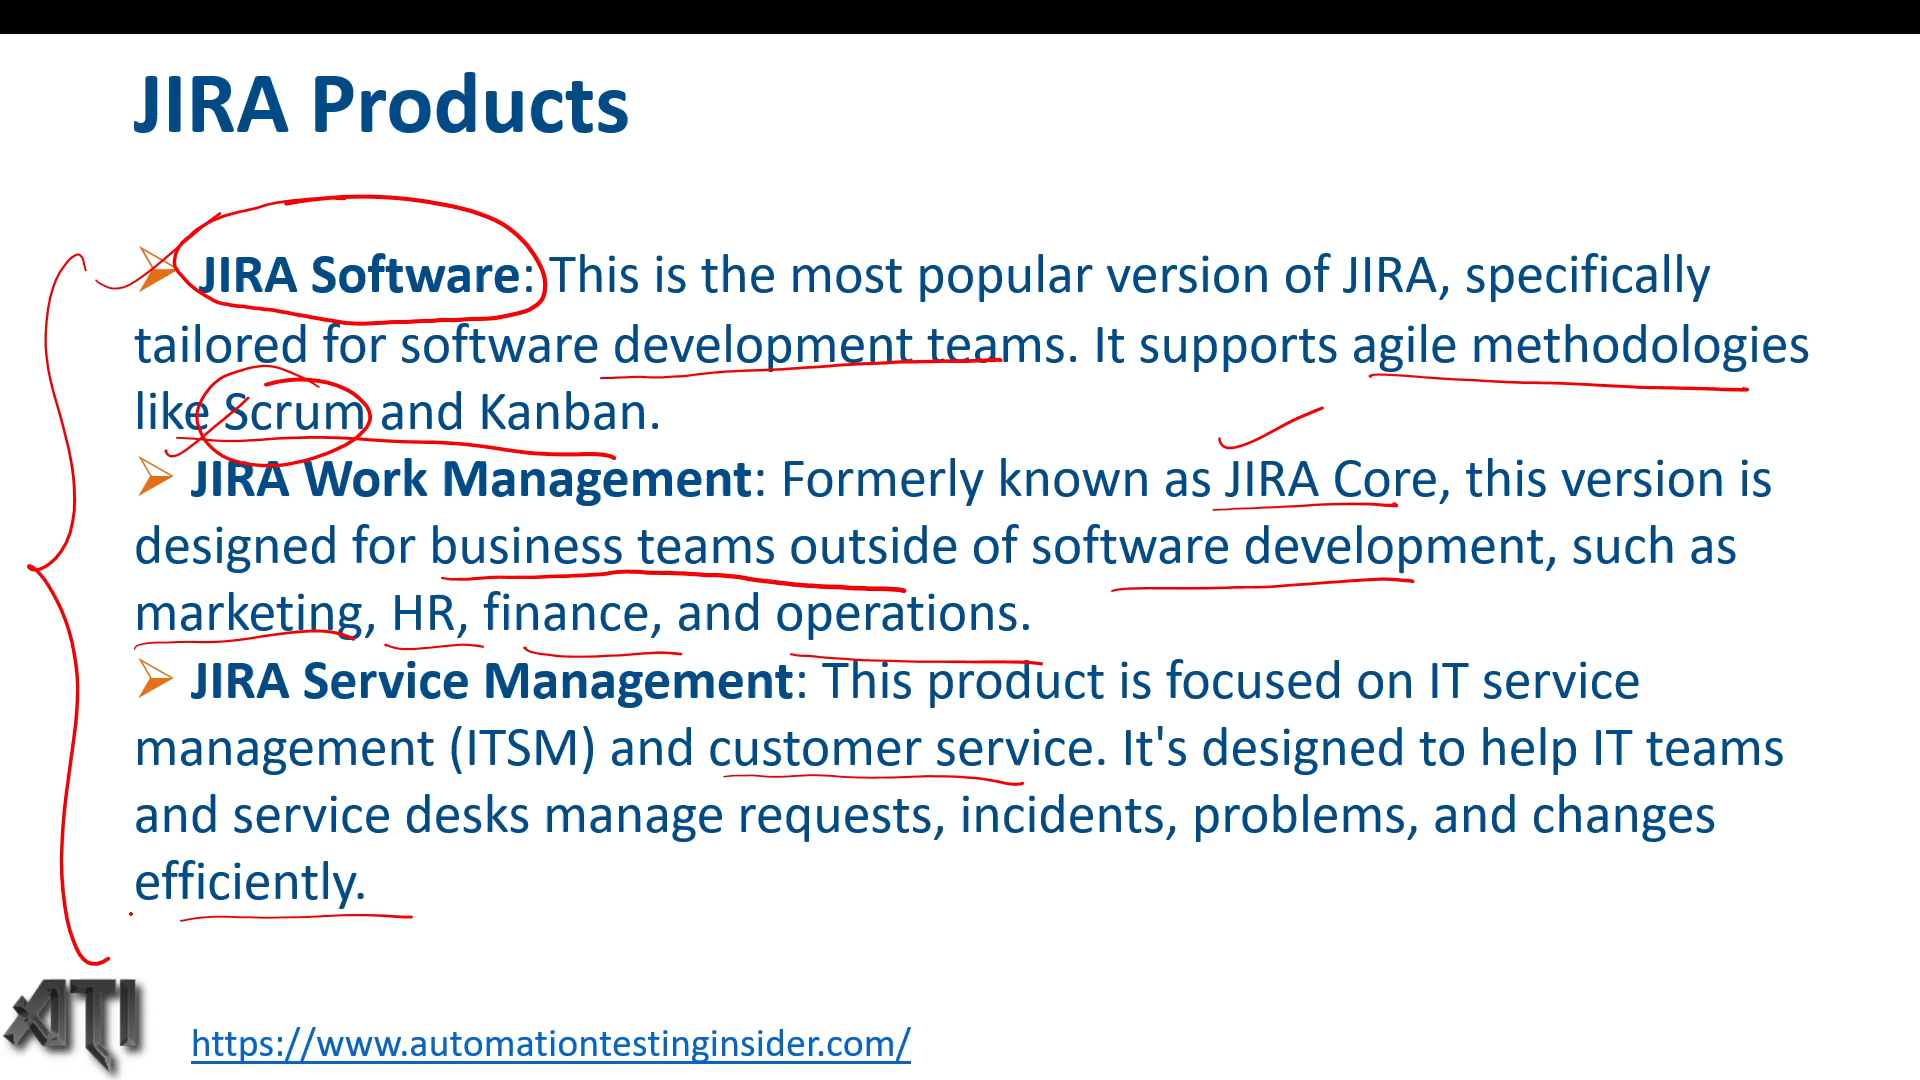 JIRA Products
JIRA Software: This is the most popular version of JIRA, specifically
tailored for software development teams. It supports agile methodologies
like Scrum and Kanban.
JIRA Work Management: Formerly known as JIRA Core, this version is
designed for business teams outside of software development, such as
marketing, HR, finance, and operations.
JIRA Service Management: This product is focused on IT service
management (ITSM) and customer service. It's designed to help IT teams
and service desks manage requests, incidents, problems, and changes
efficiently.
ATI
https://www.automationtestinginsider.com/